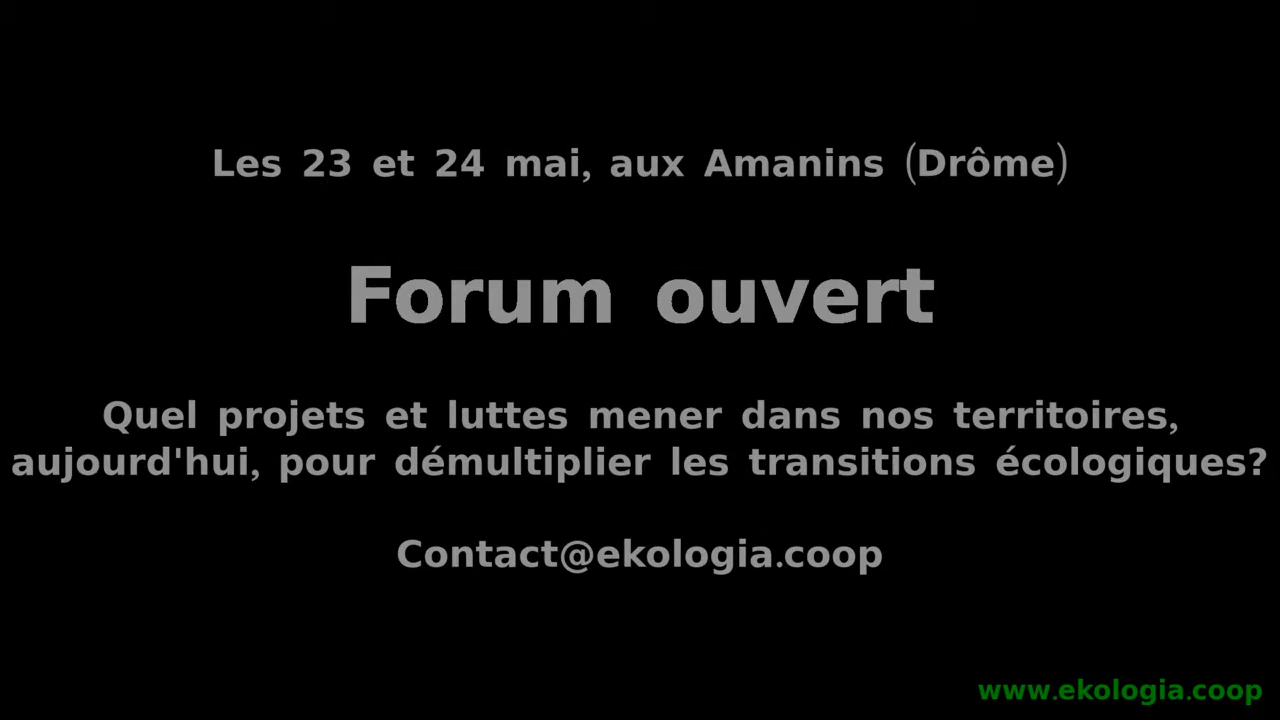 Les 23 et 24 mai, aux Amanins (Drôme)
Forum ouvert
Quel projets et luttes mener dans nos territoires,
aujourd'hui, pour démultiplier les transitions écologiques?
Contact@ekologia.coop
www.ekologia.coop